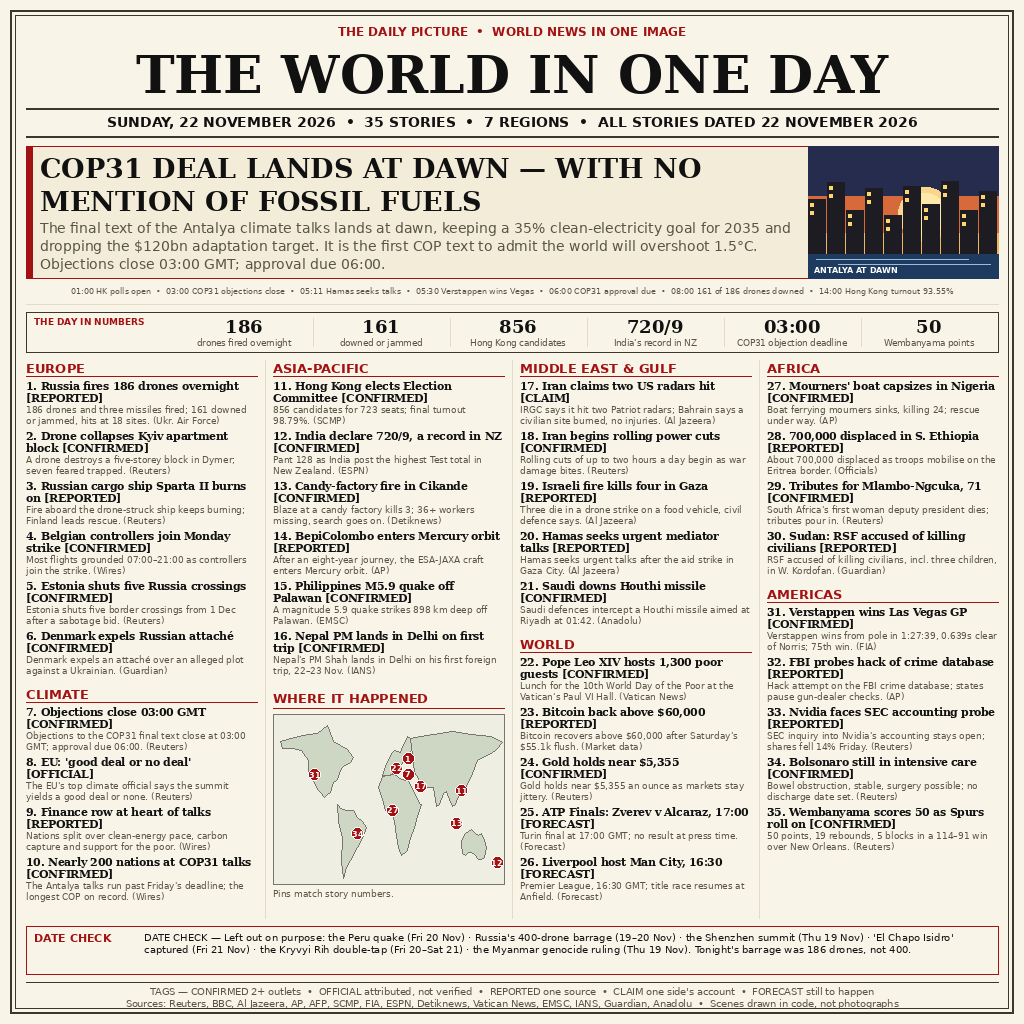 THE DAILY PICTURE • WORLD NEWS IN ONE IMAGE
THE WORLD IN ONE DAY
SUNDAY, 22 NOVEMBER 2026 • 35 STORIES • 7 REGIONS • ALL STORIES DATED 22 NOVEMBER 2026
COP31 DEAL LANDS AT DAWN — WITH NO
MENTION OF FOSSIL FUELS
The final text of the Antalya climate talks lands at dawn, keeping a 35% clean-electricity goal for 2035 and
dropping the $120bn adaptation target. It is the first COP text to admit the world will overshoot 1.5°C.
Objections close 03:00 GMT; approval due 06:00.
ANTALYA AT DAWN
01:00 HK polls open • 03:00 COP31 objections close • 05:11 Hamas seeks talks • 05:30 Verstappen wins Vegas • 06:00 COP31 approval due • 08:00 161 of 186 drones downed • 14:00 Hong Kong turnout 93.55%
THE DAY IN NUMBERS
186
drones fired overnight
161
downed or jammed
856
Hong Kong candidates
720/9
India's record in NZ
03:00
COP31 objection deadline
50
Wembanyama points
EUROPE
1. Russia fires 186 drones overnight
[REPORTED]
186 drones and three missiles fired; 161 downed
or jammed, hits at 18 sites. (Ukr. Air Force)
2. Drone collapses Kyiv apartment
block [CONFIRMED]
A drone destroys a five-storey block in Dymer;
seven feared trapped. (Reuters)
3. Russian cargo ship Sparta II burns
on [REPORTED]
Fire aboard the drone-struck ship keeps burning;
Finland leads rescue. (Reuters)
4. Belgian controllers join Monday
strike [CONFIRMED]
Most flights grounded 07:00–21:00 as controllers
join the strike. (Wires)
5. Estonia shuts five Russia crossings
[CONFIRMED]
Estonia shuts five border crossings from 1 Dec
after a sabotage bid. (Reuters)
6. Denmark expels Russian attaché
[CONFIRMED]
Denmark expels an attaché over an alleged plot
against a Ukrainian. (Guardian)
CLIMATE
7. Objections close 03:00 GMT
[CONFIRMED]
Objections to the COP31 final text close at 03:00
GMT; approval due 06:00. (Reuters)
8. EU: 'good deal or no deal'
[OFFICIAL]
The EU's top climate official says the summit
yields a good deal or none. (Reuters)
9. Finance row at heart of talks
[REPORTED]
Nations split over clean-energy pace, carbon
capture and support for the poor. (Wires)
10. Nearly 200 nations at COP31 talks
[CONFIRMED]
The Antalya talks run past Friday's deadline; the
longest COP on record. (Wires)
ASIA-PACIFIC
11. Hong Kong elects Election
Committee [CONFIRMED]
856 candidates for 723 seats; final turnout
98.79%. (SCMP)
12. India declare 720/9, a record in NZ
[CONFIRMED]
Pant 128 as India post the highest Test total in
New Zealand. (ESPN)
13. Candy-factory fire in Cikande
[CONFIRMED]
Blaze at a candy factory kills 3; 36+ workers
missing, search goes on. (Detiknews)
14. BepiColombo enters Mercury orbit
[REPORTED]
After an eight-year journey, the ESA-JAXA craft
enters Mercury orbit. (AP)
15. Philippines M5.9 quake off
Palawan [CONFIRMED]
A magnitude 5.9 quake strikes 898 km deep off
Palawan. (EMSC)
16. Nepal PM lands in Delhi on first
trip [CONFIRMED]
Nepal's PM Shah lands in Delhi on his first foreign
trip, 22–23 Nov. (IANS)
WHERE IT HAPPENED
1
22
7
31
17
11
27
13
34
12
Pins match story numbers.
MIDDLE EAST & GULF
17. Iran claims two US radars hit
[CLAIM]
IRGC says it hit two Patriot radars; Bahrain says a
civilian site burned, no injuries. (Al Jazeera)
18. Iran begins rolling power cuts
[CONFIRMED]
Rolling cuts of up to two hours a day begin as war
damage bites. (Reuters)
19. Israeli fire kills four in Gaza
[REPORTED]
Three die in a drone strike on a food vehicle, civil
defence says. (Al Jazeera)
20. Hamas seeks urgent mediator
talks [REPORTED]
Hamas seeks urgent talks after the aid strike in
Gaza City. (Al Jazeera)
21. Saudi downs Houthi missile
[CONFIRMED]
Saudi defences intercept a Houthi missile aimed at
Riyadh at 01:42. (Anadolu)
WORLD
22. Pope Leo XIV hosts 1,300 poor
guests [CONFIRMED]
Lunch for the 10th World Day of the Poor at the
Vatican's Paul VI Hall. (Vatican News)
23. Bitcoin back above $60,000
[REPORTED]
Bitcoin recovers above $60,000 after Saturday's
$55.1k flush. (Market data)
24. Gold holds near $5,355
[CONFIRMED]
Gold holds near $5,355 an ounce as markets stay
jittery. (Reuters)
25. ATP Finals: Zverev v Alcaraz, 17:00
[FORECAST]
Turin final at 17:00 GMT; no result at press time.
(Forecast)
26. Liverpool host Man City, 16:30
[FORECAST]
Premier League, 16:30 GMT; title race resumes at
Anfield. (Forecast)
AFRICA
27. Mourners' boat capsizes in Nigeria
[CONFIRMED]
Boat ferrying mourners sinks, killing 24; rescue
under way. (AP)
28. 700,000 displaced in S. Ethiopia
[REPORTED]
About 700,000 displaced as troops mobilise on the
Eritrea border. (Officials)
29. Tributes for Mlambo-Ngcuka, 71
[CONFIRMED]
South Africa's first woman deputy president dies;
tributes pour in. (Reuters)
30. Sudan: RSF accused of killing
civilians [REPORTED]
RSF accused of killing civilians, incl. three children,
in W. Kordofan. (Guardian)
AMERICAS
31. Verstappen wins Las Vegas GP
[CONFIRMED]
Verstappen wins from pole in 1:27:39, 0.639s clear
of Norris; 75th win. (FIA)
32. FBI probes hack of crime database
[REPORTED]
Hack attempt on the FBI crime database; states
pause gun-dealer checks. (AP)
33. Nvidia faces SEC accounting probe
[REPORTED]
SEC inquiry into Nvidia's accounting stays open;
shares fell 14% Friday. (Reuters)
34. Bolsonaro still in intensive care
[CONFIRMED]
Bowel obstruction, stable, surgery possible; no
discharge date set. (Reuters)
35. Wembanyama scores 50 as Spurs
roll on [CONFIRMED]
50 points, 19 rebounds, 5 blocks in a 114–91 win
over New Orleans. (Reuters)
DATE CHECK
DATE CHECK — Left out on purpose: the Peru quake (Fri 20 Nov) · Russia's 400-drone barrage (19–20 Nov) · the Shenzhen summit (Thu 19 Nov) · 'El Chapo Isidro'
captured (Fri 21 Nov) · the Kryvyi Rih double-tap (Fri 20–Sat 21) · the Myanmar genocide ruling (Thu 19 Nov). Tonight's barrage was 186 drones, not 400.
TAGS — CONFIRMED 2+ outlets • OFFICIAL attributed, not verified • REPORTED one source • CLAIM one side's account • FORECAST still to happen
Sources: Reuters, BBC, Al Jazeera, AP, AFP, SCMP, FIA, ESPN, Detiknews, Vatican News, EMSC, IANS, Guardian, Anadolu • Scenes drawn in code, not photographs